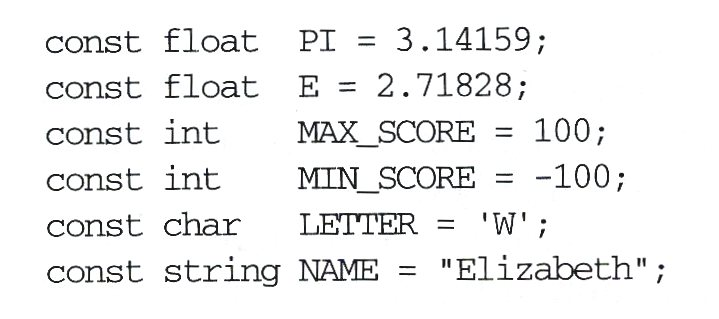 const float  PI = 3.14159;
const float  E = 2.71828;
const int    MAX_SCORE = 100;
const int    MIN_SCORE = -100;
const char   LETTER = 'W';
const string NAME = "Elizabeth";